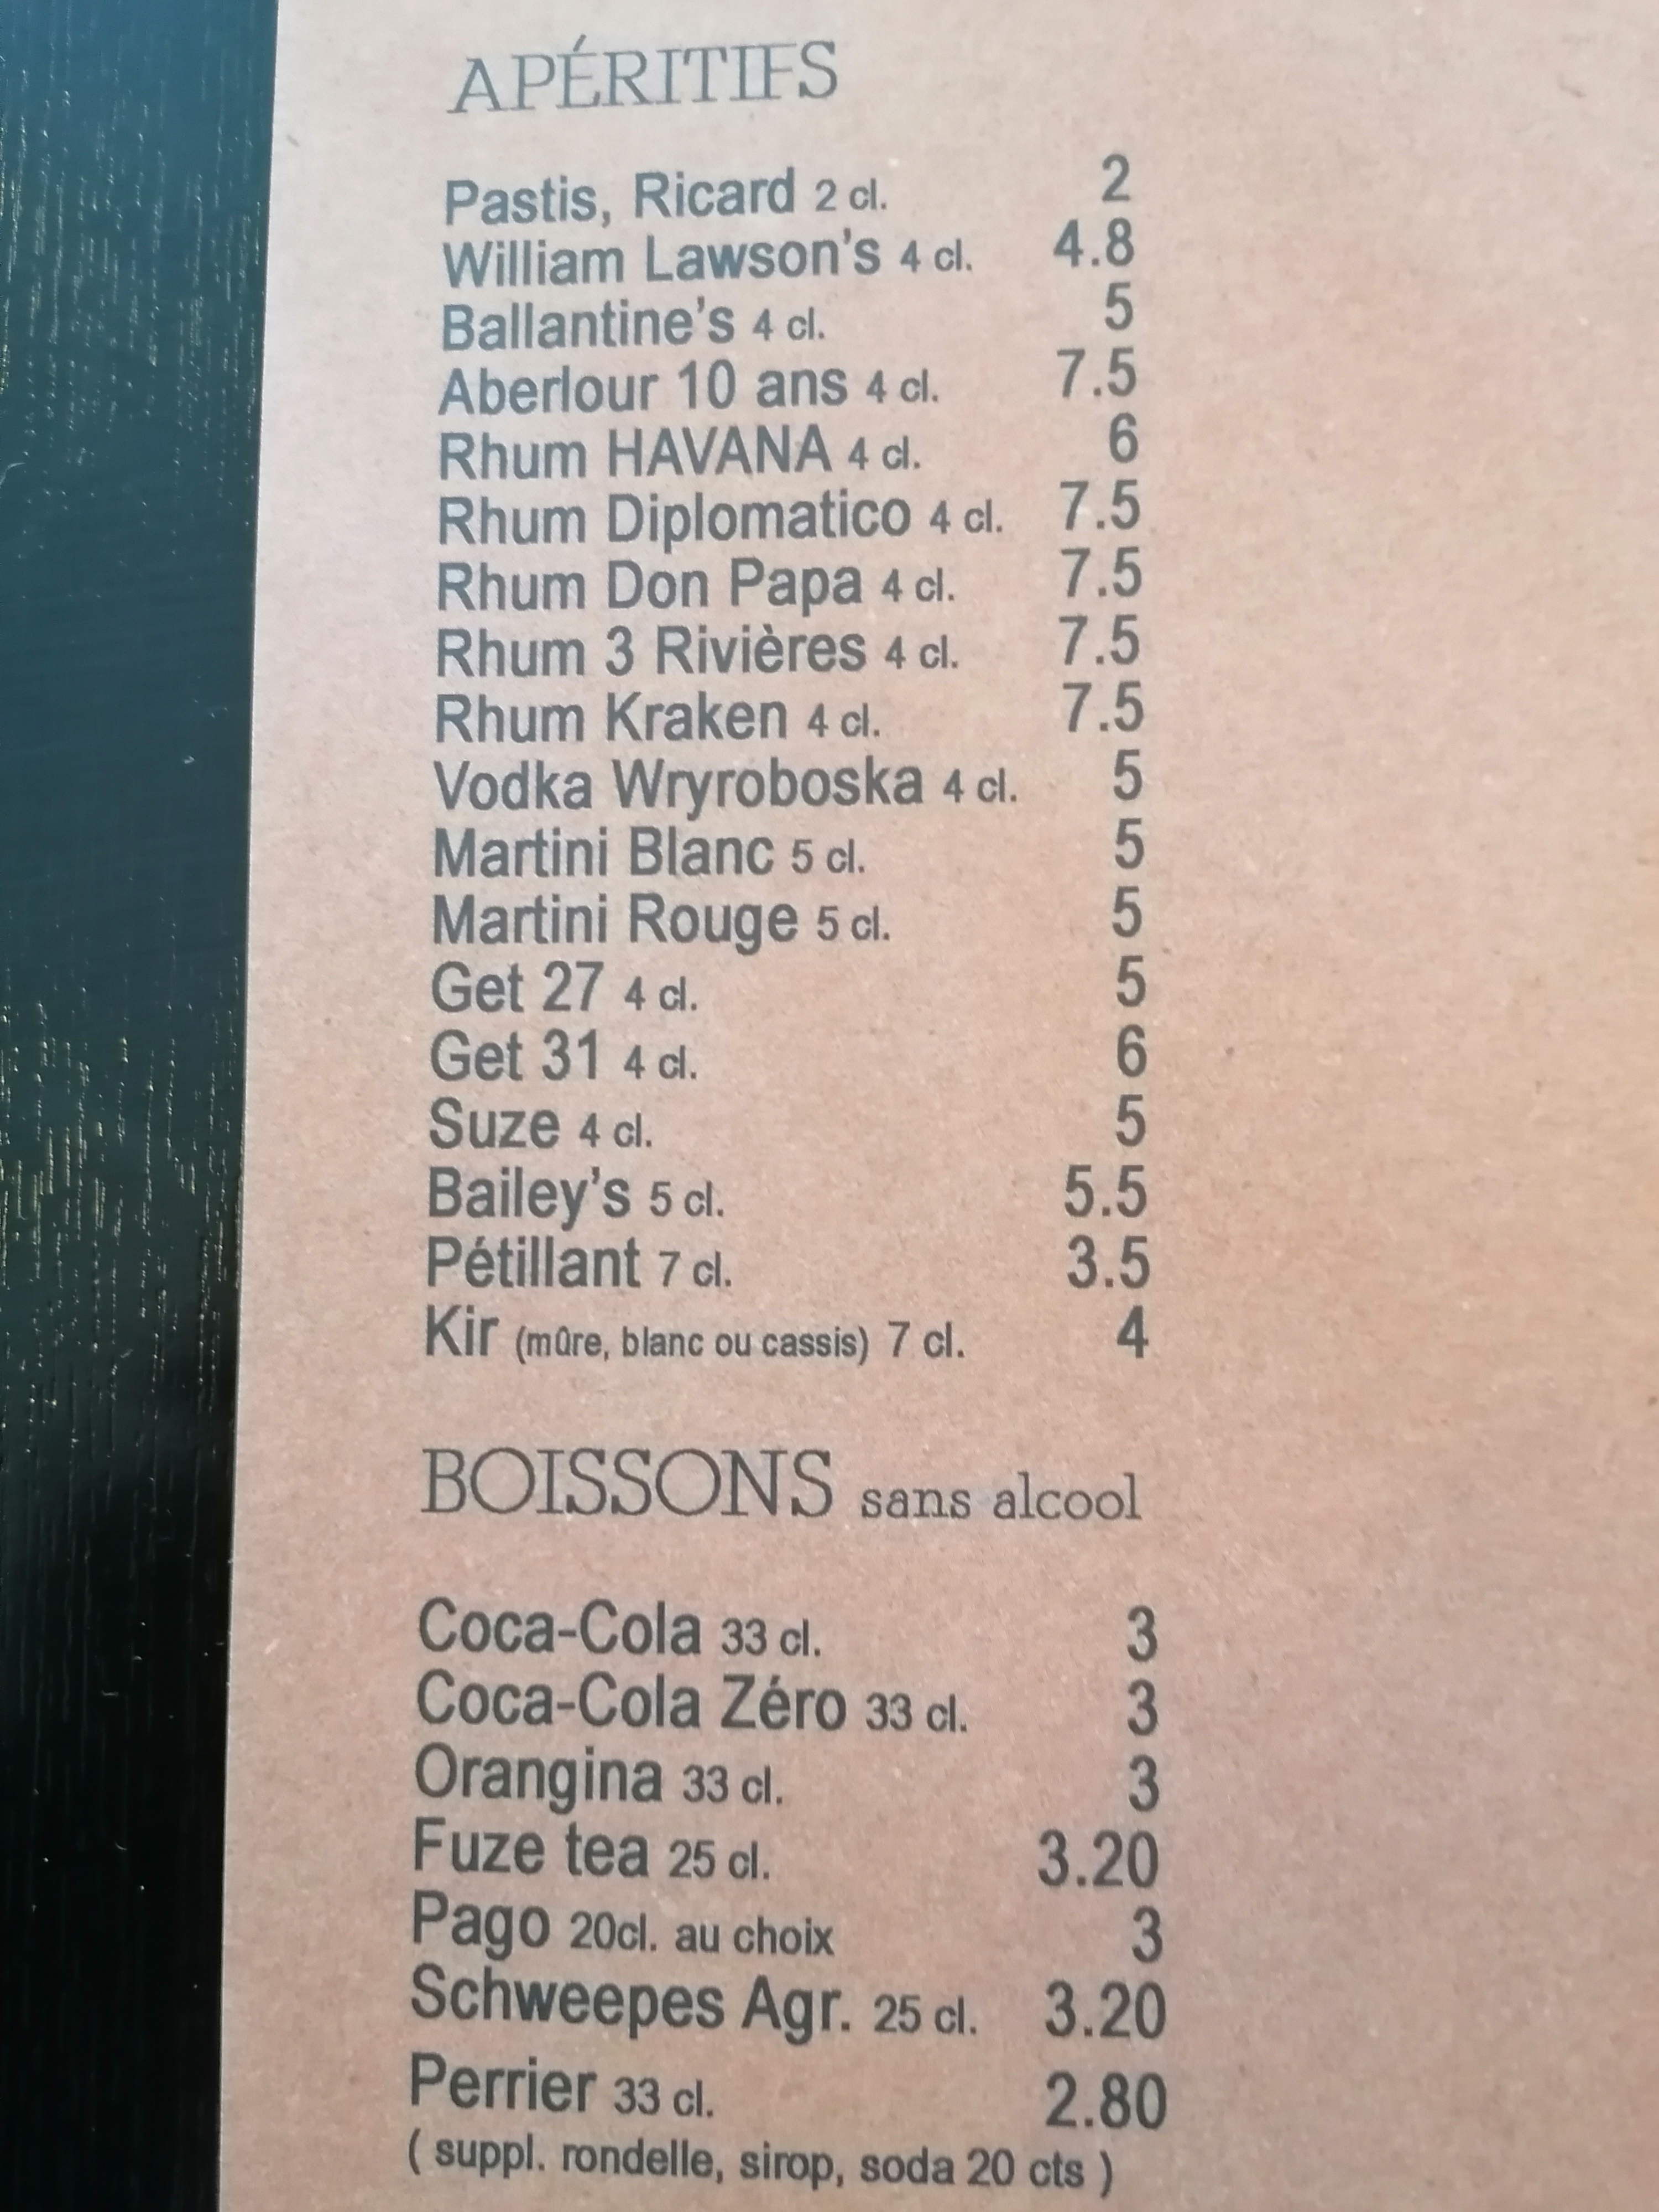 APÉRITIFS
Pastis, Ricard 2 cl. 2
William Lawson's 4 cl. 4.8
Ballantine's 4 cl. 5
Aberlour 10 ans 4 cl. 7.5
Rhum HAVANA 4 cl. 6
Rhum Diplomatico 4 cl. 7.5
Rhum Don Papa 4 cl. 7.5
Rhum 3 Rivières 4 cl. 7.5
Rhum Kraken 4 cl. 7.5
Vodka Wryroboska 4 cl. 5
Martini Blanc 5 cl. 5
Martini Rouge 5 cl. 5
Get 27 4 cl. 5
Get 31 4 cl. 6
Suze 4 cl. 5
Bailey's 5 cl. 5.5
Pétillant 7 cl. 3.5
Kir (mûre, blanc ou cassis) 7 cl. 4
BOISSONS sans alcool
Coca-Cola 33 cl. 3
Coca-Cola Zéro 33 cl. 3
Orangina 33 cl. 3
Fuze tea 25 cl. 3.20
Pago 20cl. au choix 3
Schweepes Agr. 25 cl. 3.20
Perrier 33 cl. 2.80
( suppl. rondelle, sirop, soda 20 cts )